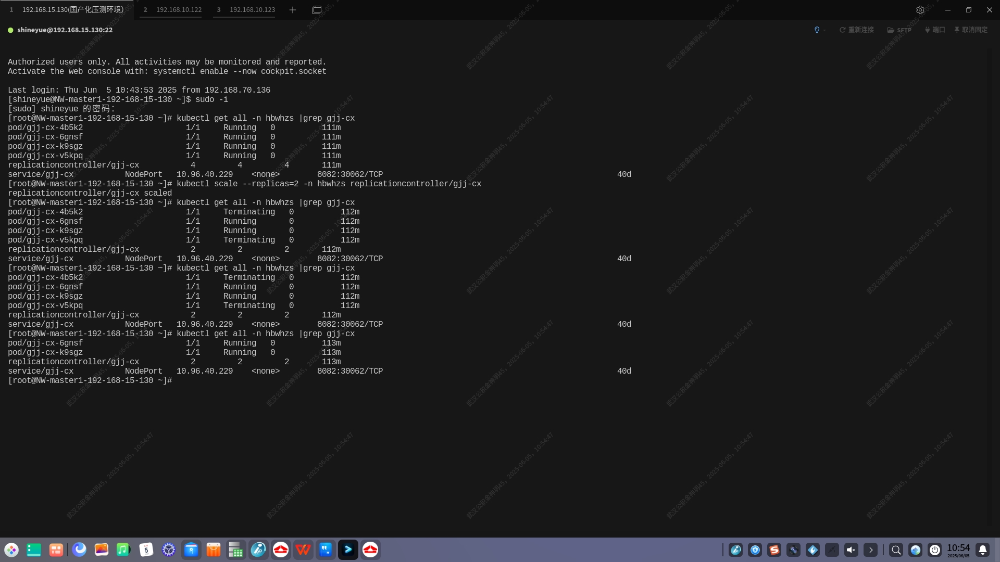 1 192.168.15.130(国产化压测环境) 2 192.168.10.122 3 192.168.10.123
shineyue@192.168.15.130:22 重新连接 SFTP 端口 取消固定
Authorized users only. All activities may be monitored and reported.
Activate the web console with: systemctl enable --now cockpit.socket
Last login: Thu Jun  5 10:43:53 2025 from 192.168.70.136
[shineyue@NW-master1-192-168-15-130 ~]$ sudo -i
[sudo] shineyue 的密码：
[root@NW-master1-192-168-15-130 ~]# kubectl get all -n hbwhzs |grep gjj-cx
pod/gjj-cx-4b5k2 1/1 Running 0 111m
pod/gjj-cx-6gnsf 1/1 Running 0 111m
pod/gjj-cx-k9sgz 1/1 Running 0 111m
pod/gjj-cx-v5kpq 1/1 Running 0 111m
replicationcontroller/gjj-cx 4 4 4 111m
service/gjj-cx NodePort 10.96.40.229 <none> 8082:30062/TCP 40d
[root@NW-master1-192-168-15-130 ~]# kubectl scale --replicas=2 -n hbwhzs replicationcontroller/gjj-cx
replicationcontroller/gjj-cx scaled
[root@NW-master1-192-168-15-130 ~]# kubectl get all -n hbwhzs |grep gjj-cx
pod/gjj-cx-4b5k2 1/1 Terminating 0 112m
pod/gjj-cx-6gnsf 1/1 Running 0 112m
pod/gjj-cx-k9sgz 1/1 Running 0 112m
pod/gjj-cx-v5kpq 1/1 Terminating 0 112m
replicationcontroller/gjj-cx 2 2 2 112m
service/gjj-cx NodePort 10.96.40.229 <none> 8082:30062/TCP 40d
[root@NW-master1-192-168-15-130 ~]# kubectl get all -n hbwhzs |grep gjj-cx
pod/gjj-cx-4b5k2 1/1 Terminating 0 112m
pod/gjj-cx-6gnsf 1/1 Running 0 112m
pod/gjj-cx-k9sgz 1/1 Running 0 112m
pod/gjj-cx-v5kpq 1/1 Terminating 0 112m
replicationcontroller/gjj-cx 2 2 2 112m
service/gjj-cx NodePort 10.96.40.229 <none> 8082:30062/TCP 40d
[root@NW-master1-192-168-15-130 ~]# kubectl get all -n hbwhzs |grep gjj-cx
pod/gjj-cx-6gnsf 1/1 Running 0 113m
pod/gjj-cx-k9sgz 1/1 Running 0 113m
replicationcontroller/gjj-cx 2 2 2 113m
service/gjj-cx NodePort 10.96.40.229 <none> 8082:30062/TCP 40d
[root@NW-master1-192-168-15-130 ~]#
武汉公积金神玥45，2025-06-05，10:54:47
5
10:54
2025/06/05